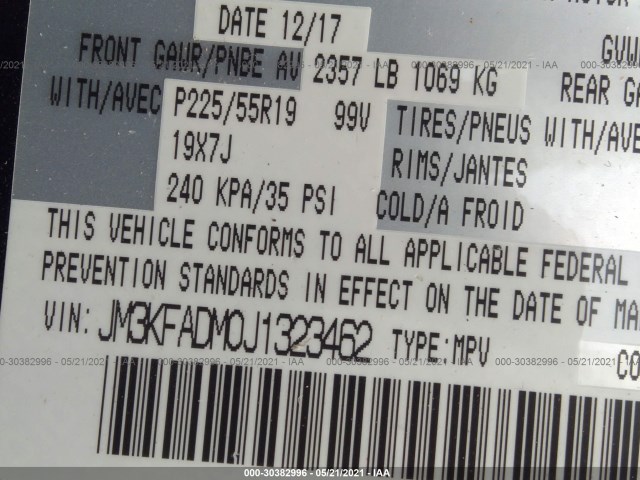 DATE 12/17
MOTOR
GVW
FRONT GAWR/PNBE AV 2357 LB 1069 KG
REAR GA
WITH/AVEC P225/55R19 99V TIRES/PNEUS WITH/AVE
19X7J RIMS/JANTES
240 KPA/35 PSI COLD/A FROID
THIS VEHICLE CONFORMS TO ALL APPLICABLE FEDERAL
PREVENTION STANDARDS IN EFFECT ON THE DATE OF MA
VIN: JM3KFADM0J1323462 TYPE:MPV
CO
000-30382996 - 05/21/2021 - IAA